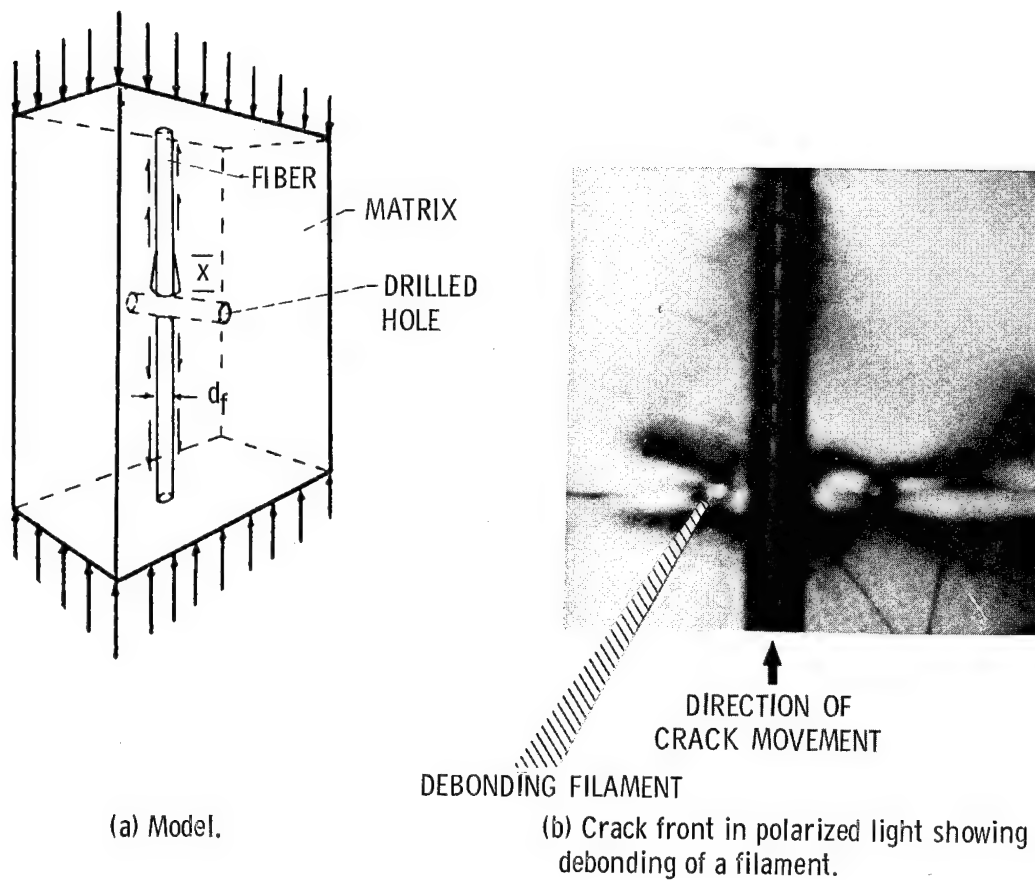 FIBER
MATRIX
x
DRILLED
HOLE
d_f
DIRECTION OF
CRACK MOVEMENT
DEBONDING FILAMENT
(a) Model.
(b) Crack front in polarized light showing
debonding of a filament.